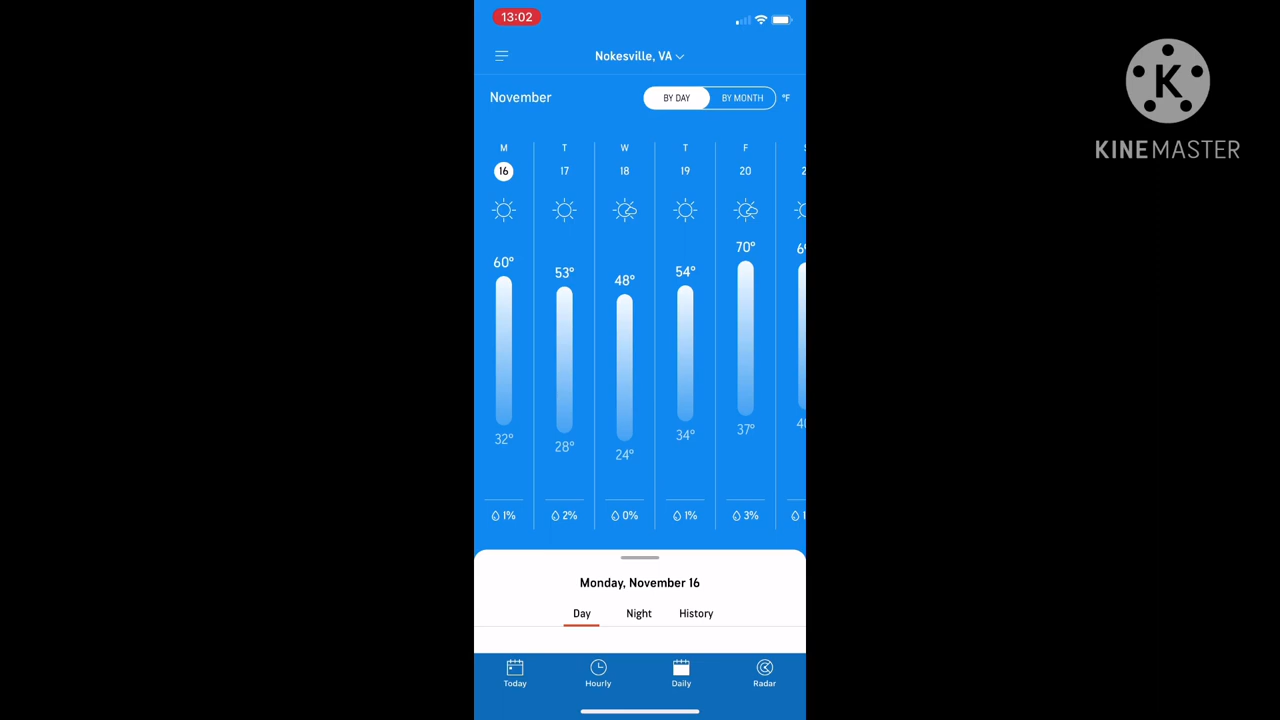 13:02
Nokesville, VA
K
KINEMASTER
November
BY DAY
BY MONTH
°F
M T W T F
16 17 18 19 20
60° 53° 48° 54° 70°
32° 28° 24° 34° 37°
1% 2% 0% 1% 3%
Monday, November 16
Day Night History
Today Hourly Daily Radar